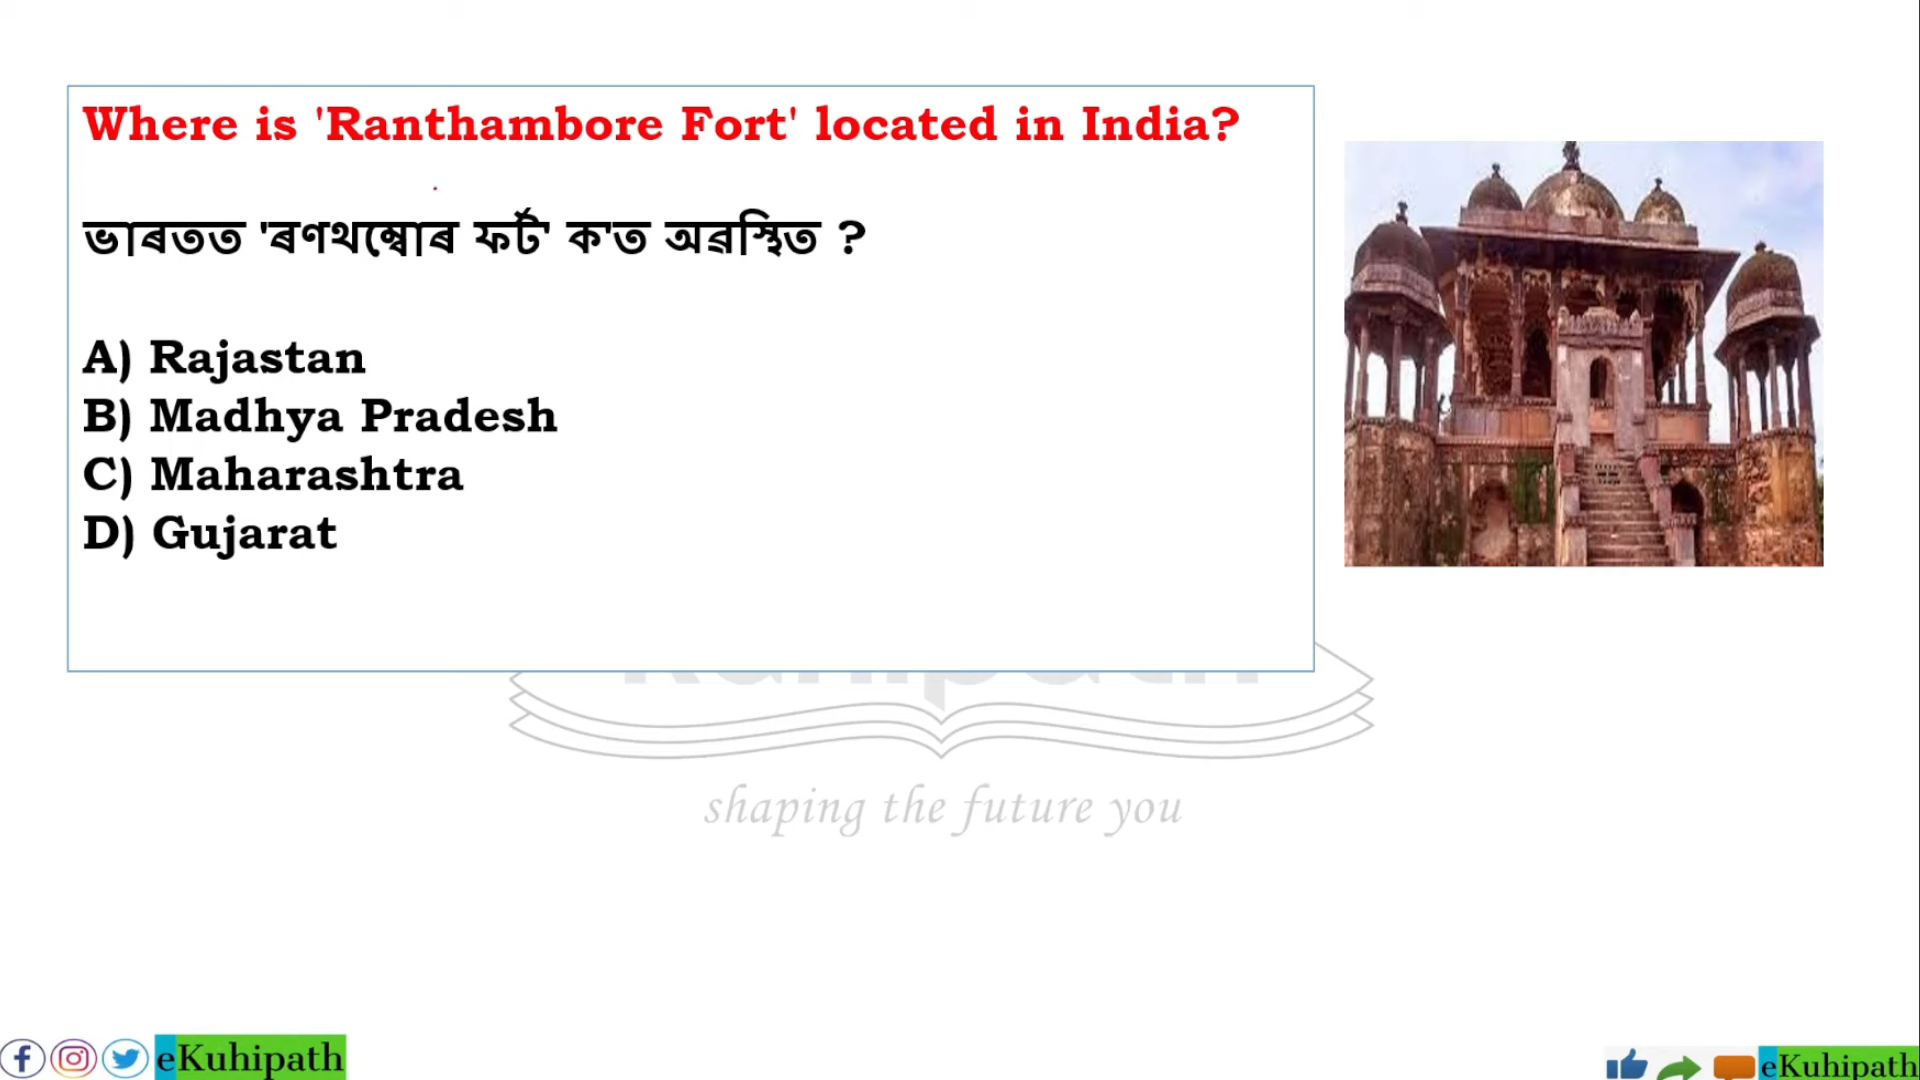 Where is 'Ranthambore Fort' located in India?
ভাৰতত 'ৰণথম্বোৰ ফৰ্ট' ক'ত অৱস্থিত ?
A) Rajastan
B) Madhya Pradesh
C) Maharashtra
D) Gujarat
shaping the future you
eKuhipath
eKuhipath